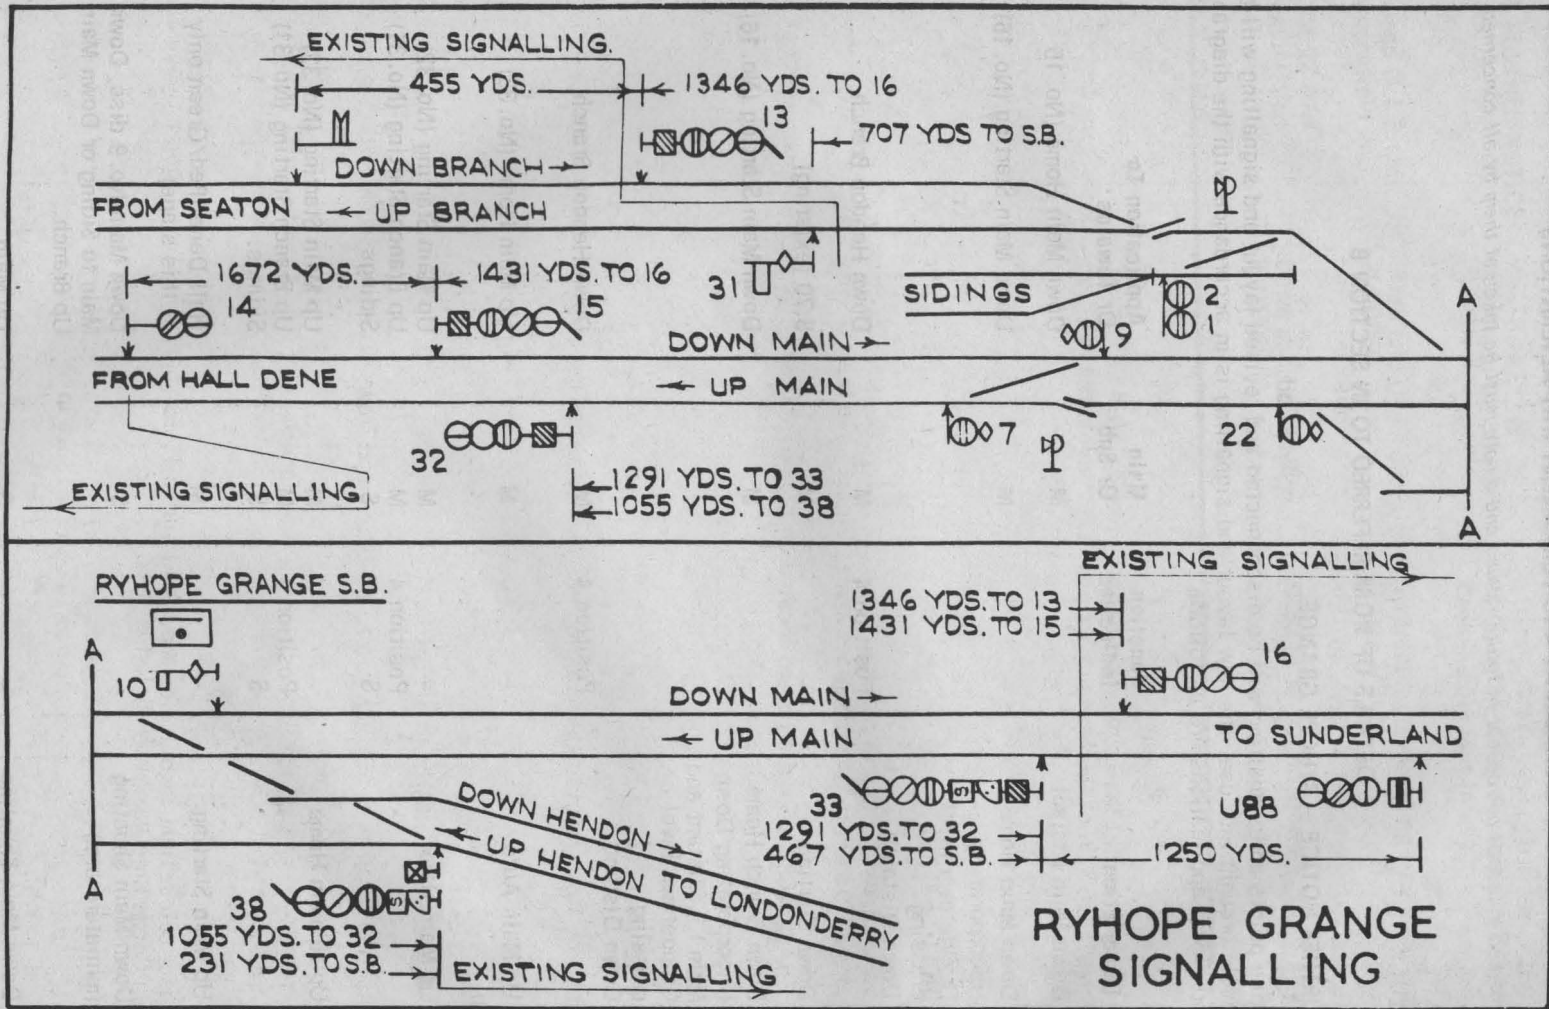 EXISTING SIGNALLING.
455 YDS.
1346 YDS. TO 16
13
707 YDS TO S.B.
DOWN BRANCH
FROM SEATON
UP BRANCH
1672 YDS.
1431 YDS. TO 16
31
SIDINGS
2
1
14
15
9
DOWN MAIN
A
FROM HALL DENE
UP MAIN
32
7
22
1291 YDS. TO 33
1055 YDS. TO 38
EXISTING SIGNALLING
A
RYHOPE GRANGE S.B.
EXISTING SIGNALLING
1346 YDS. TO 13
1431 YDS. TO 15
A
10
16
DOWN MAIN
UP MAIN
TO SUNDERLAND
33
S
U88
1291 YDS. TO 32
467 YDS. TO S.B.
1250 YDS.
DOWN HENDON
UP HENDON TO LONDONDERRY
A
38
S
1055 YDS. TO 32
231 YDS. TO S.B.
EXISTING SIGNALLING
RYHOPE GRANGE
SIGNALLING